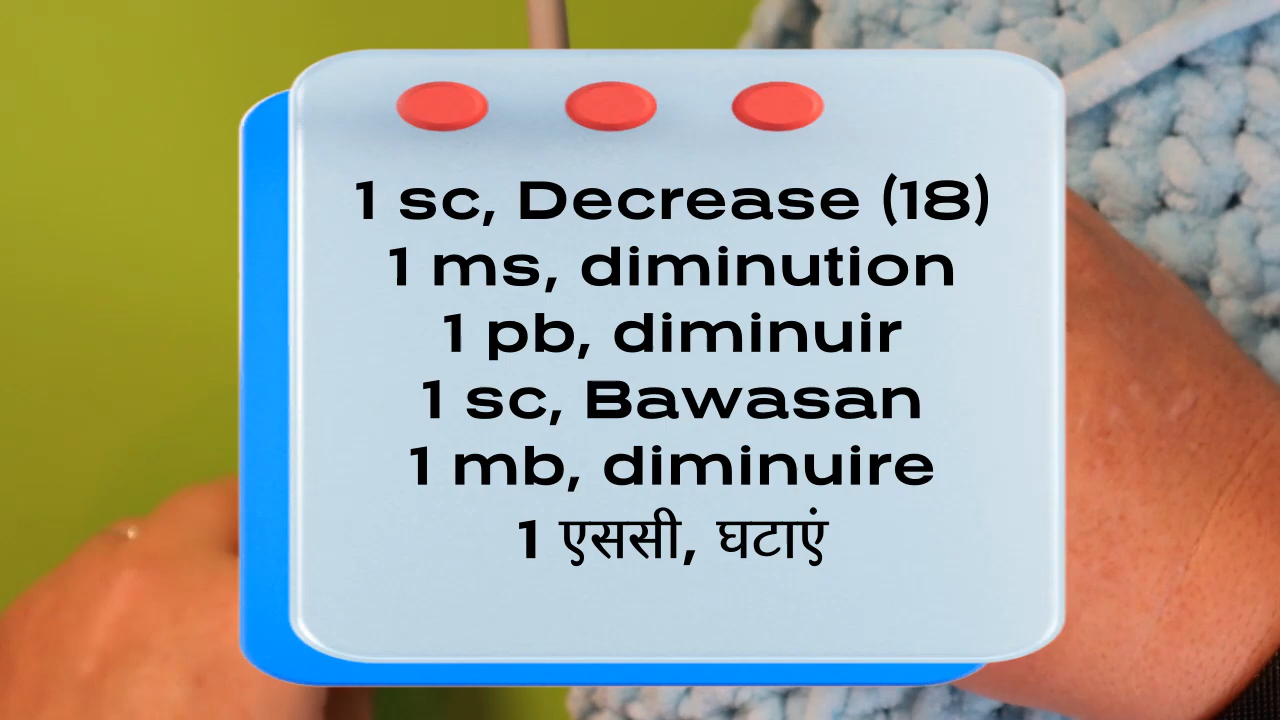 1 sc, Decrease (18)
1 ms, diminution
1 pb, diminuir
1 sc, Bawasan
1 mb, diminuire
1 एससी, घटाएं